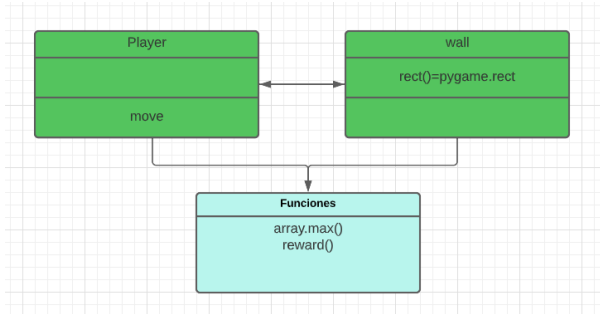 Player
wall
rect()=pygame.rect
move
Funciones
array.max()
reward()